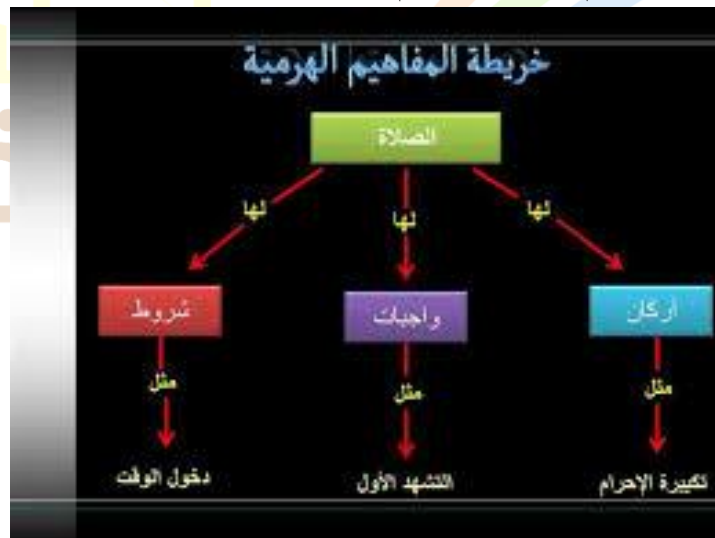 خريطة المفاهيم الهرمية
الصلاة
لها لها لها
أركان واجبات شروط
مثل مثل مثل
تكبيرة الإحرام التشهد الأول دخول الوقت